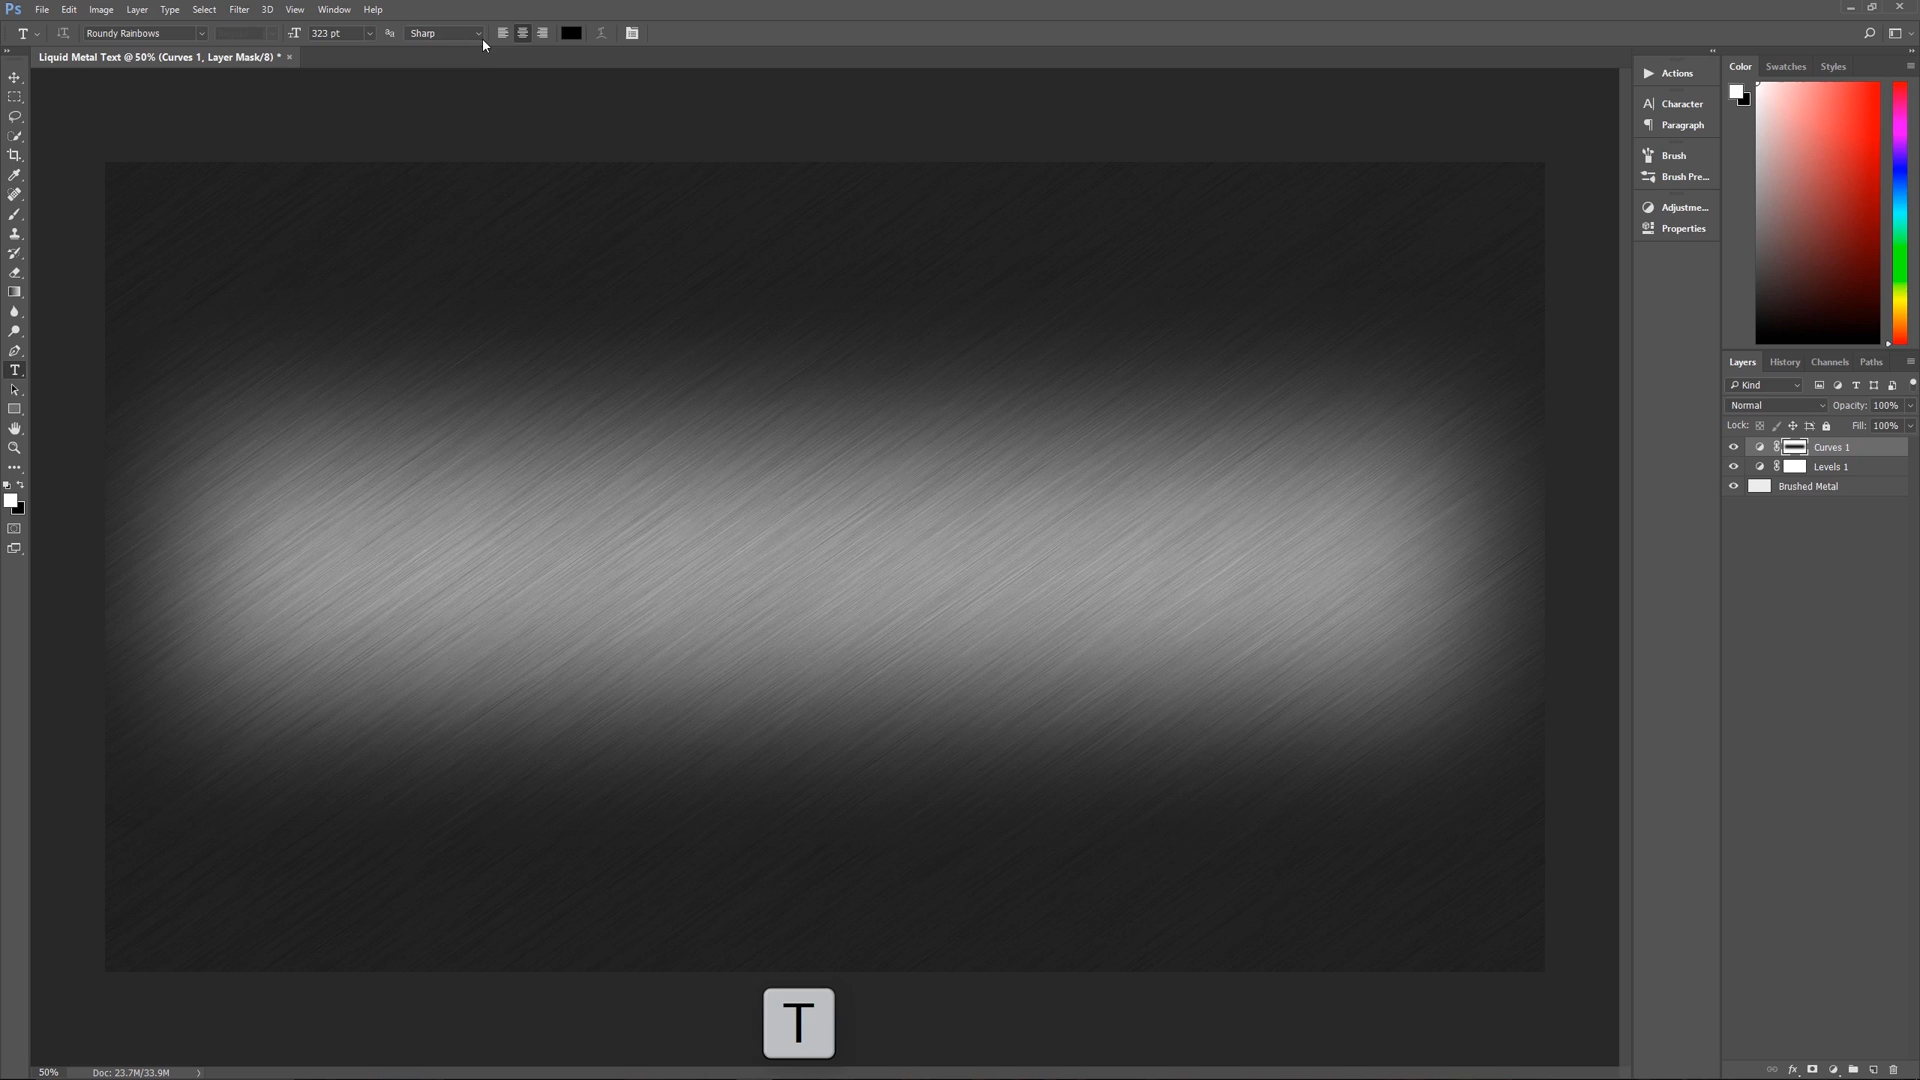 Ps File Edit Image Layer Type Select Filter 3D View Window Help
T Roundy Rainbows 323 pt Sharp
Liquid Metal Text @ 50% (Curves 1, Layer Mask/8) * ×
Actions
Character
Paragraph
Brush
Brush Pre...
Adjustme...
Properties
Color Swatches Styles
Layers History Channels Paths
Kind
Normal Opacity: 100%
Lock: Fill: 100%
Curves 1
Levels 1
Brushed Metal
T
50% Doc: 23.7M/33.9M